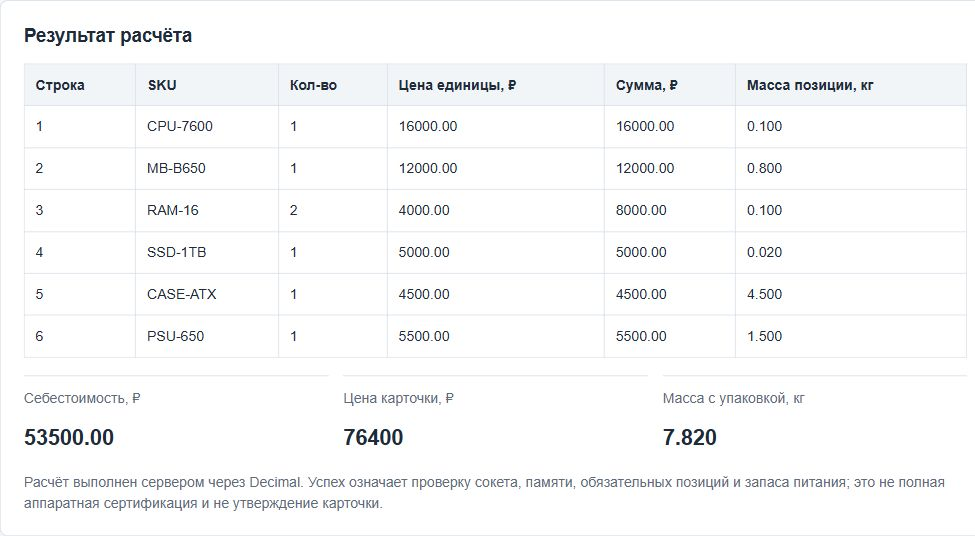 Результат расчёта
Строка SKU Кол-во Цена единицы, ₽ Сумма, ₽ Масса позиции, кг
1 CPU-7600 1 16000.00 16000.00 0.100
2 MB-B650 1 12000.00 12000.00 0.800
3 RAM-16 2 4000.00 8000.00 0.100
4 SSD-1TB 1 5000.00 5000.00 0.020
5 CASE-ATX 1 4500.00 4500.00 4.500
6 PSU-650 1 5500.00 5500.00 1.500
Себестоимость, ₽ Цена карточки, ₽ Масса с упаковкой, кг
53500.00 76400 7.820
Расчёт выполнен сервером через Decimal. Успех означает проверку сокета, памяти, обязательных позиций и запаса питания; это не полная
аппаратная сертификация и не утверждение карточки.